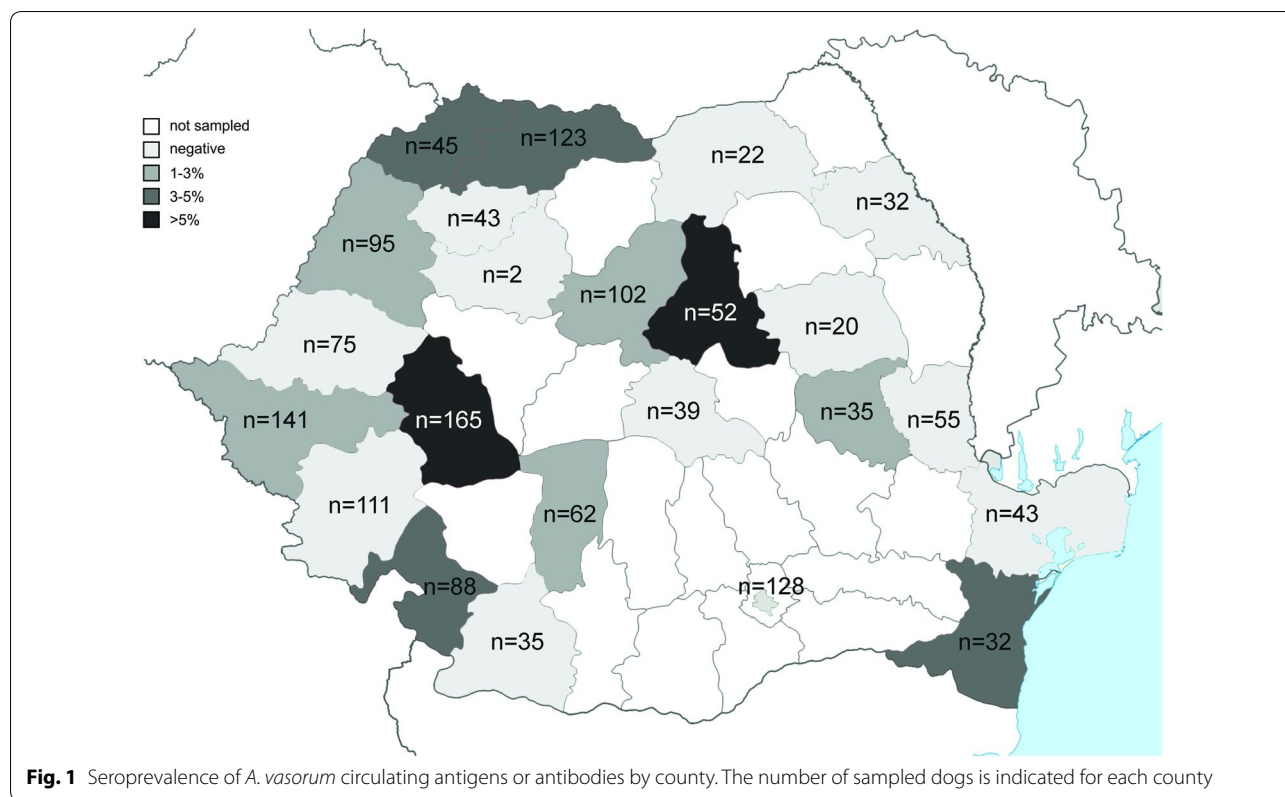 not sampled
negative
1-3%
3-5%
>5%
n=45
n=123
n=22
n=32
n=43
n=95
n=2
n=102
n=52
n=20
n=75
n=141
n=165
n=39
n=35
n=55
n=111
n=62
n=43
n=88
n=128
n=35
n=32
Fig. 1 Seroprevalence of A. vasorum circulating antigens or antibodies by county. The number of sampled dogs is indicated for each county